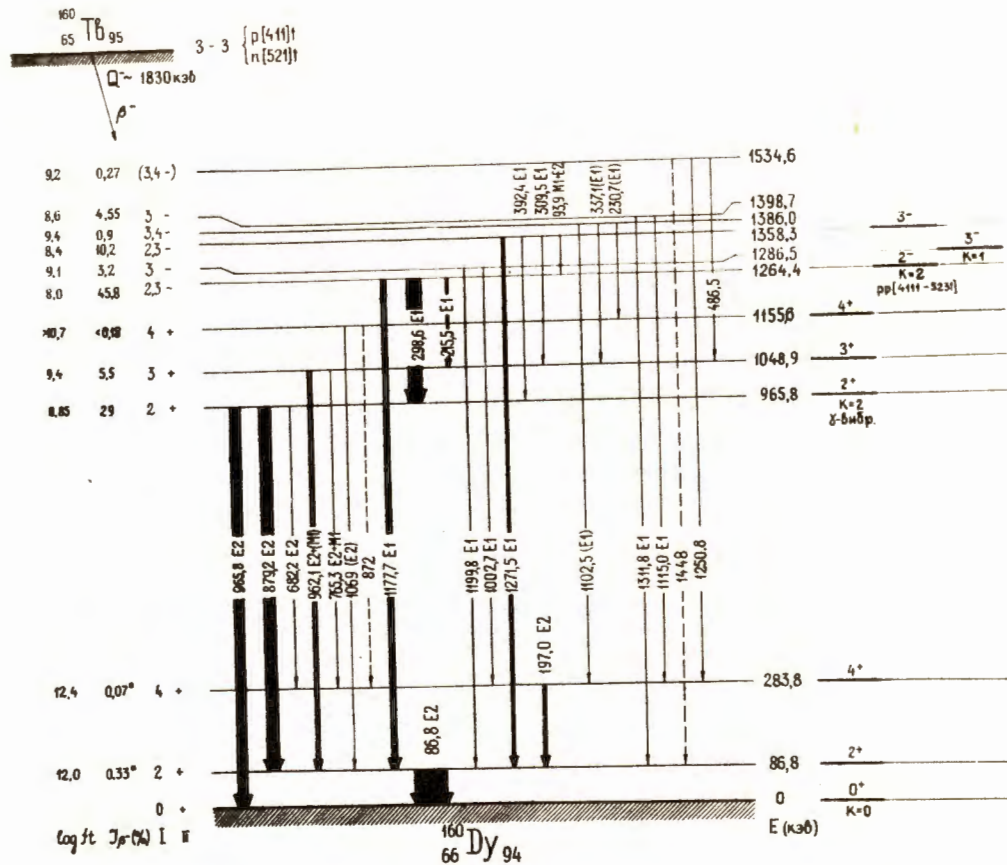 160
65 Tb 95
3 - 3 { p[411]↑
n[521]↑
Q⁻ ~ 1830 кэв
β⁻
9,2 0,27 (3,4 -) 1534,6
8,6 4,55 3 - 1398,7
9,4 0,9 3,4- 1386,0 3⁻
8,4 10,2 2,3 - 1358,3 3⁻
K=1
9,1 3,2 3 - 1286,5
8,0 45,8 2,3 - 1264,4 2⁻
K=2
pp[411↑-523↓]
>10,7 <0,18 4 + 1155,6 4⁺
9,4 5,5 3 + 1048,9 3⁺
8,85 29 2 + 965,8 2⁺
K=2
γ-вибр.
392,4 E1
309,5 E1
93,9 M1+E2
337,1(E1)
230,7(E1)
486,5
298,6 E1
215,5 E1
965,8 E2
879,2 E2
682,2 E2
962,1 E2+(M1)
765,3 E2+M1
1069 (E2)
872
1177,7 E1
1199,8 E1
1002,7 E1
1271,5 E1
197,0 E2
1102,5 (E1)
1311,8 E1
1115,0 E1
1448
1250.8
12,4 0,07* 4 + 283,8 4⁺
86,8 E2
12,0 0.33* 2 + 86,8 2⁺
0 + 0 0⁺
K=0
log ft Jβ-(%) I π E (кэв)
160
66 Dy 94